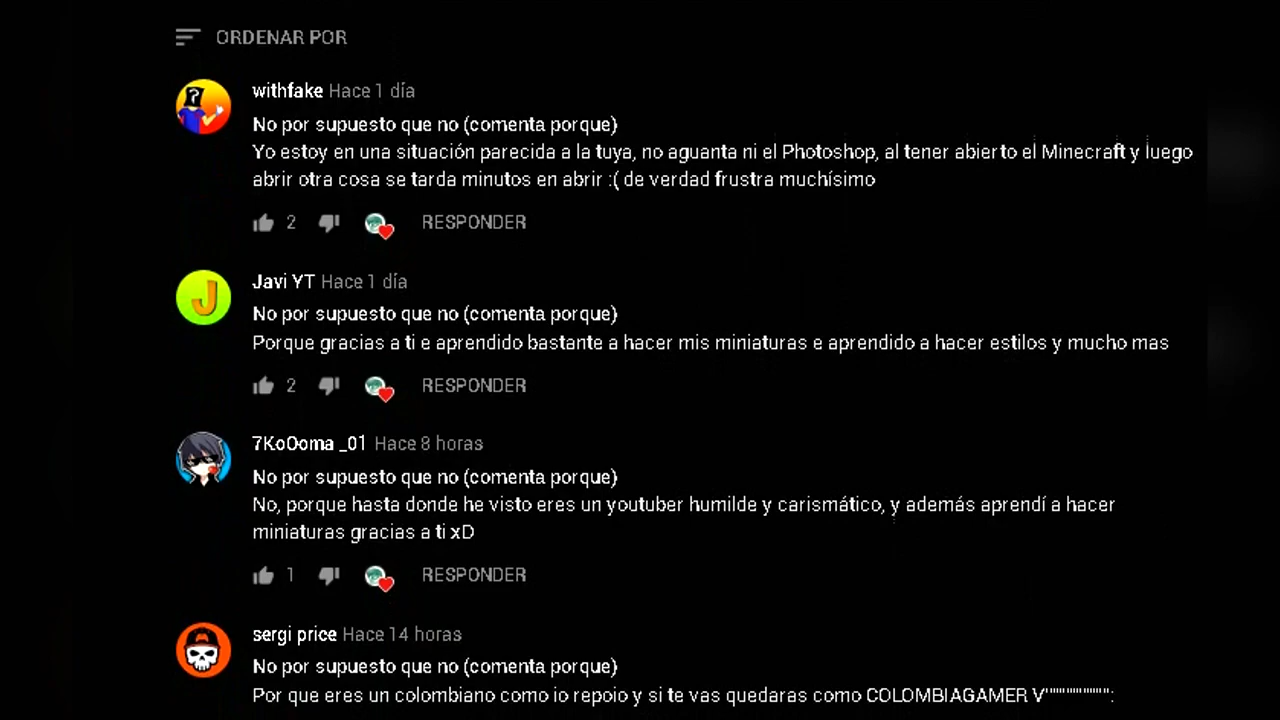 ORDENAR POR
withfake Hace 1 día
No por supuesto que no (comenta porque)
Yo estoy en una situación parecida a la tuya, no aguanta ni el Photoshop, al tener abierto el Minecraft y luego
abrir otra cosa se tarda minutos en abrir :( de verdad frustra muchísimo
2 RESPONDER
Javi YT Hace 1 día
No por supuesto que no (comenta porque)
Porque gracias a ti e aprendido bastante a hacer mis miniaturas e aprendido a hacer estilos y mucho mas
2 RESPONDER
7KoOoma _01 Hace 8 horas
No por supuesto que no (comenta porque)
No, porque hasta donde he visto eres un youtuber humilde y carismático, y además aprendí a hacer
miniaturas gracias a ti xD
1 RESPONDER
sergi price Hace 14 horas
No por supuesto que no (comenta porque)
Por que eres un colombiano como io repoio y si te vas quedaras como COLOMBIAGAMER V""""""""""":